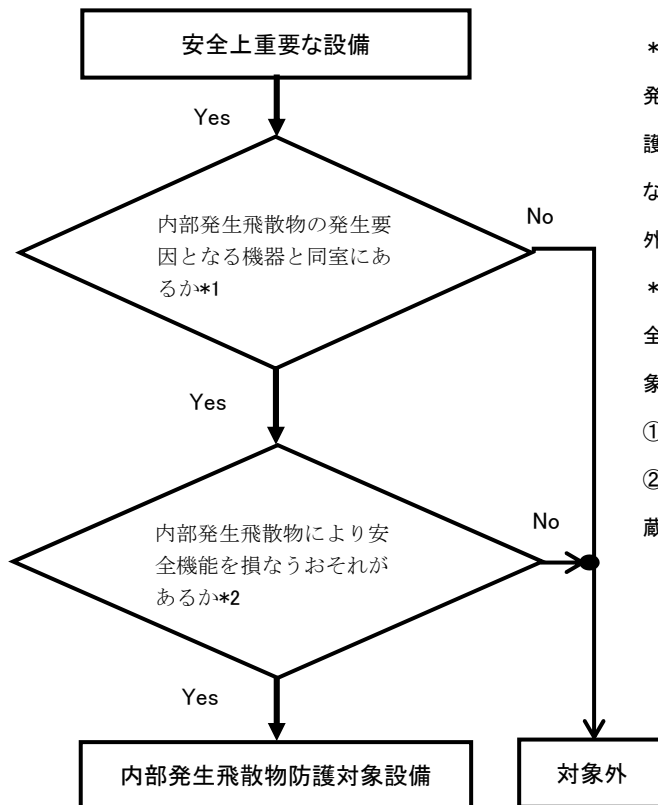 安全上重要な設備
Yes
内部発生飛散物の発生要
因となる機器と同室にあ
るか*1
No
Yes
内部発生飛散物により安
全機能を損なうおそれが
あるか*2
No
Yes
内部発生飛散物防護対象設備
対象外
*
発
護
な
外
*
全
象
①
②
蔵